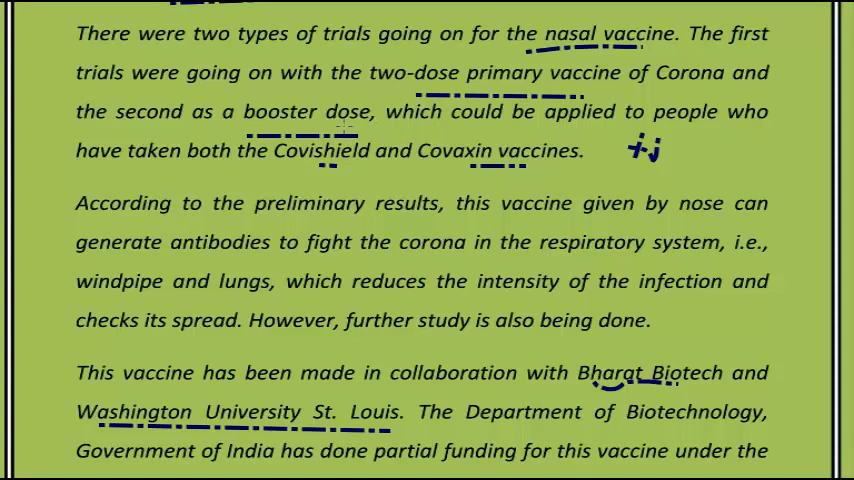 There were two types of trials going on for the nasal vaccine. The first
trials were going on with the two-dose primary vaccine of Corona and
the second as a booster dose, which could be applied to people who
have taken both the Covishield and Covaxin vaccines.
According to the preliminary results, this vaccine given by nose can
generate antibodies to fight the corona in the respiratory system, i.e.,
windpipe and lungs, which reduces the intensity of the infection and
checks its spread. However, further study is also being done.
This vaccine has been made in collaboration with Bharat Biotech and
Washington University St. Louis. The Department of Biotechnology,
Government of India has done partial funding for this vaccine under the